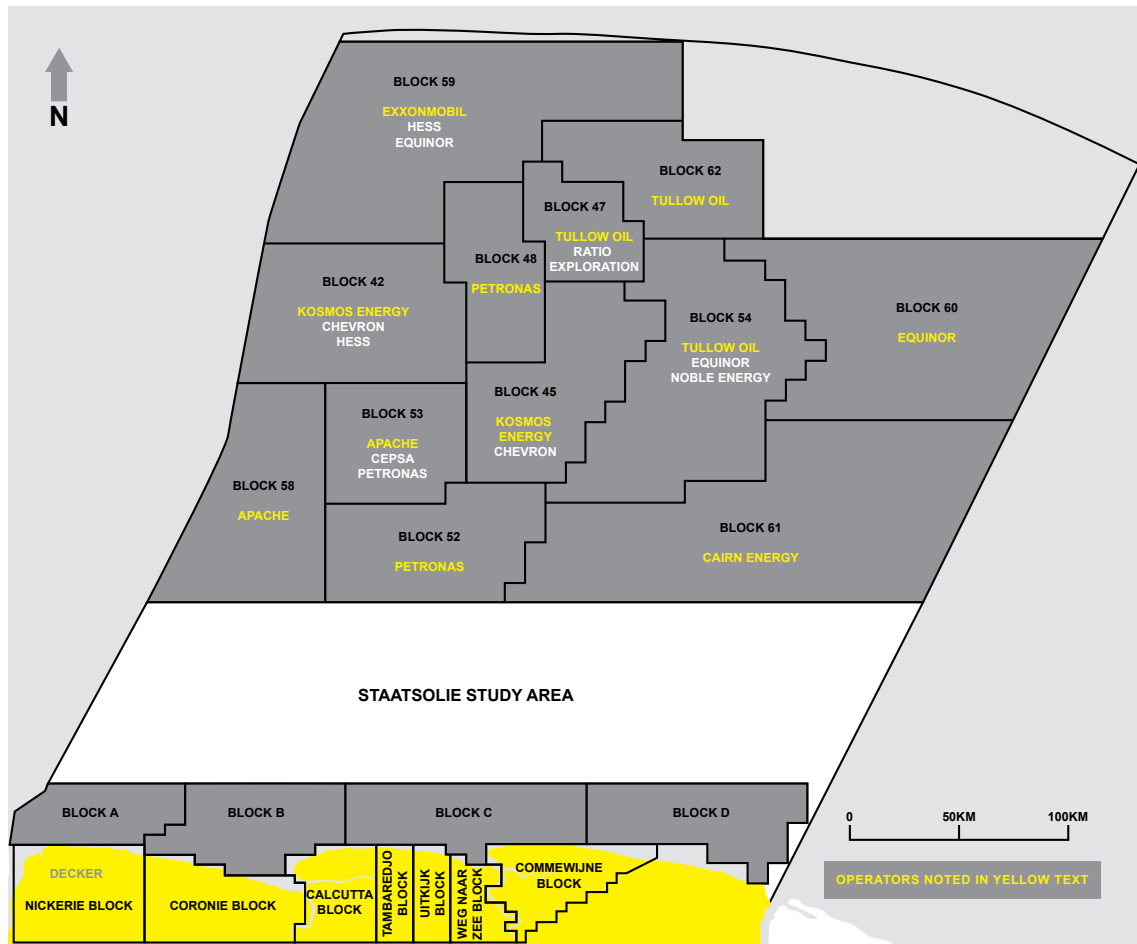 N
BLOCK 59
EXXONMOBIL
HESS
EQUINOR
BLOCK 62
TULLOW OIL
BLOCK 47
TULLOW OIL
RATIO
EXPLORATION
BLOCK 48
PETRONAS
BLOCK 42
KOSMOS ENERGY
CHEVRON
HESS
BLOCK 54
TULLOW OIL
EQUINOR
NOBLE ENERGY
BLOCK 60
EQUINOR
BLOCK 45
KOSMOS
ENERGY
CHEVRON
BLOCK 53
APACHE
CEPSA
PETRONAS
BLOCK 58
APACHE
BLOCK 52
PETRONAS
BLOCK 61
CAIRN ENERGY
STAATSOLIE STUDY AREA
BLOCK A
BLOCK B
BLOCK C
BLOCK D
0 50KM 100KM
DECKER
NICKERIE BLOCK
CORONIE BLOCK
CALCUTTA
BLOCK
TAMBAREDJO
BLOCK
UITKIJK
BLOCK
WEG NAAR
ZEE BLOCK
COMMEWIJNE
BLOCK
OPERATORS NOTED IN YELLOW TEXT